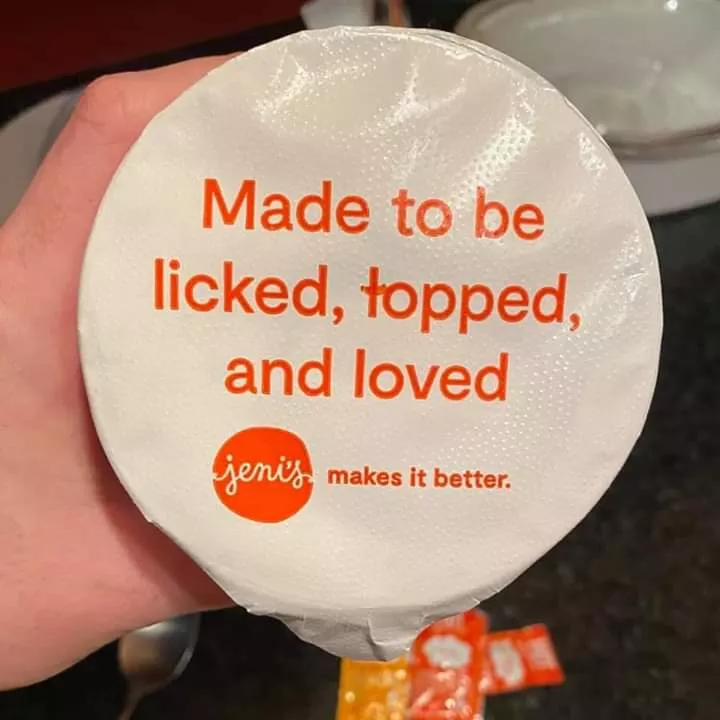 Made to be
licked, topped,
and loved
jeni's. makes it better.